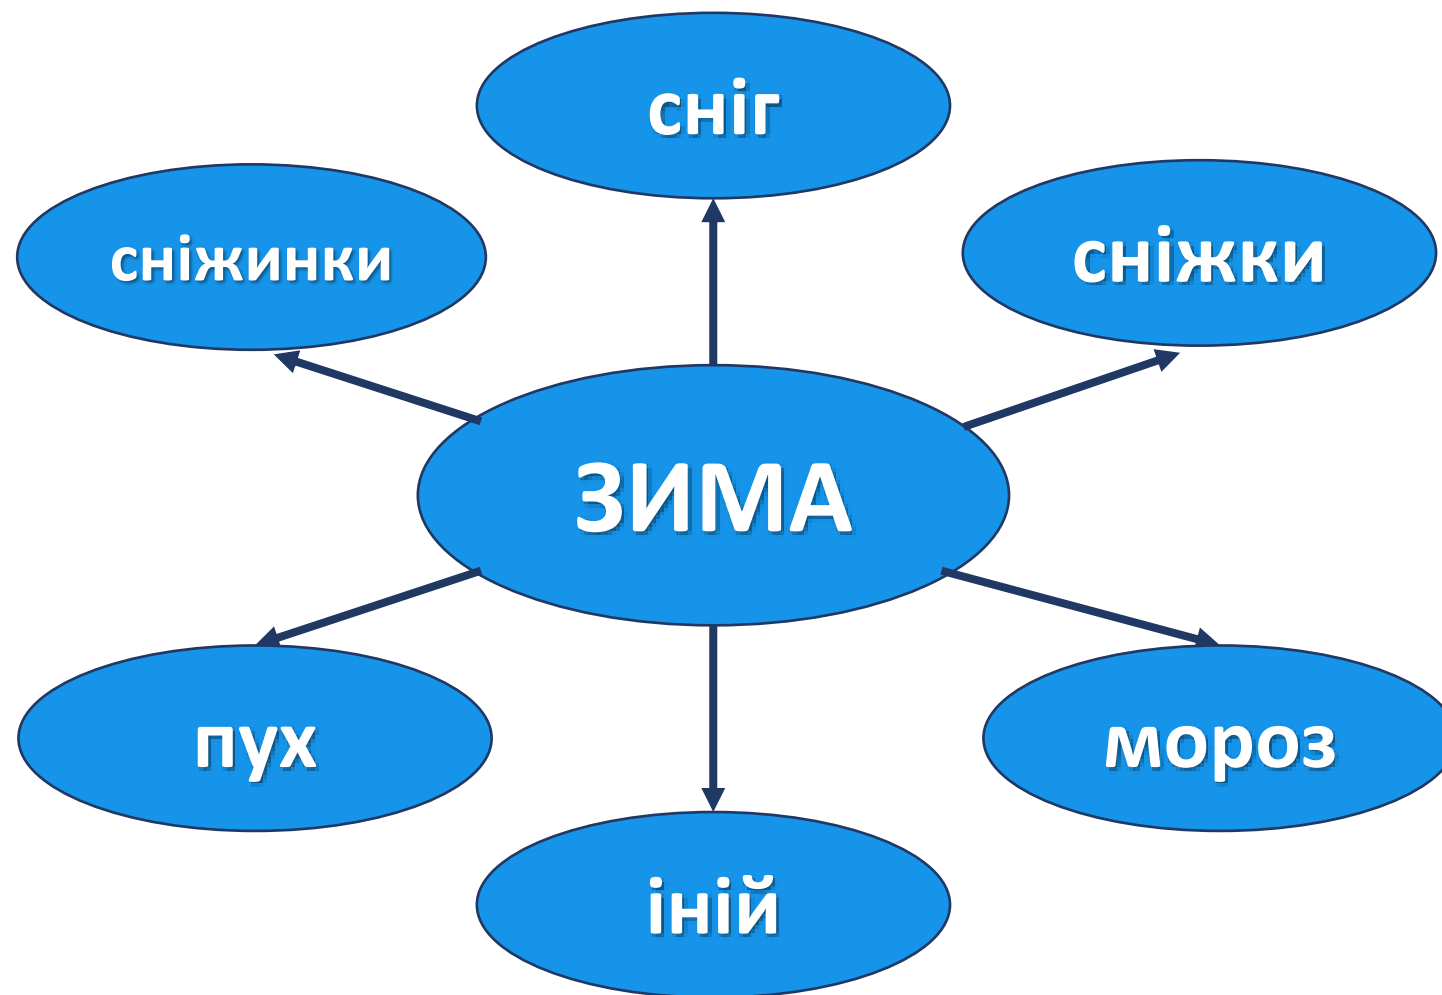 сніг
сніжинки
сніжки
ЗИМА
пух
мороз
іній